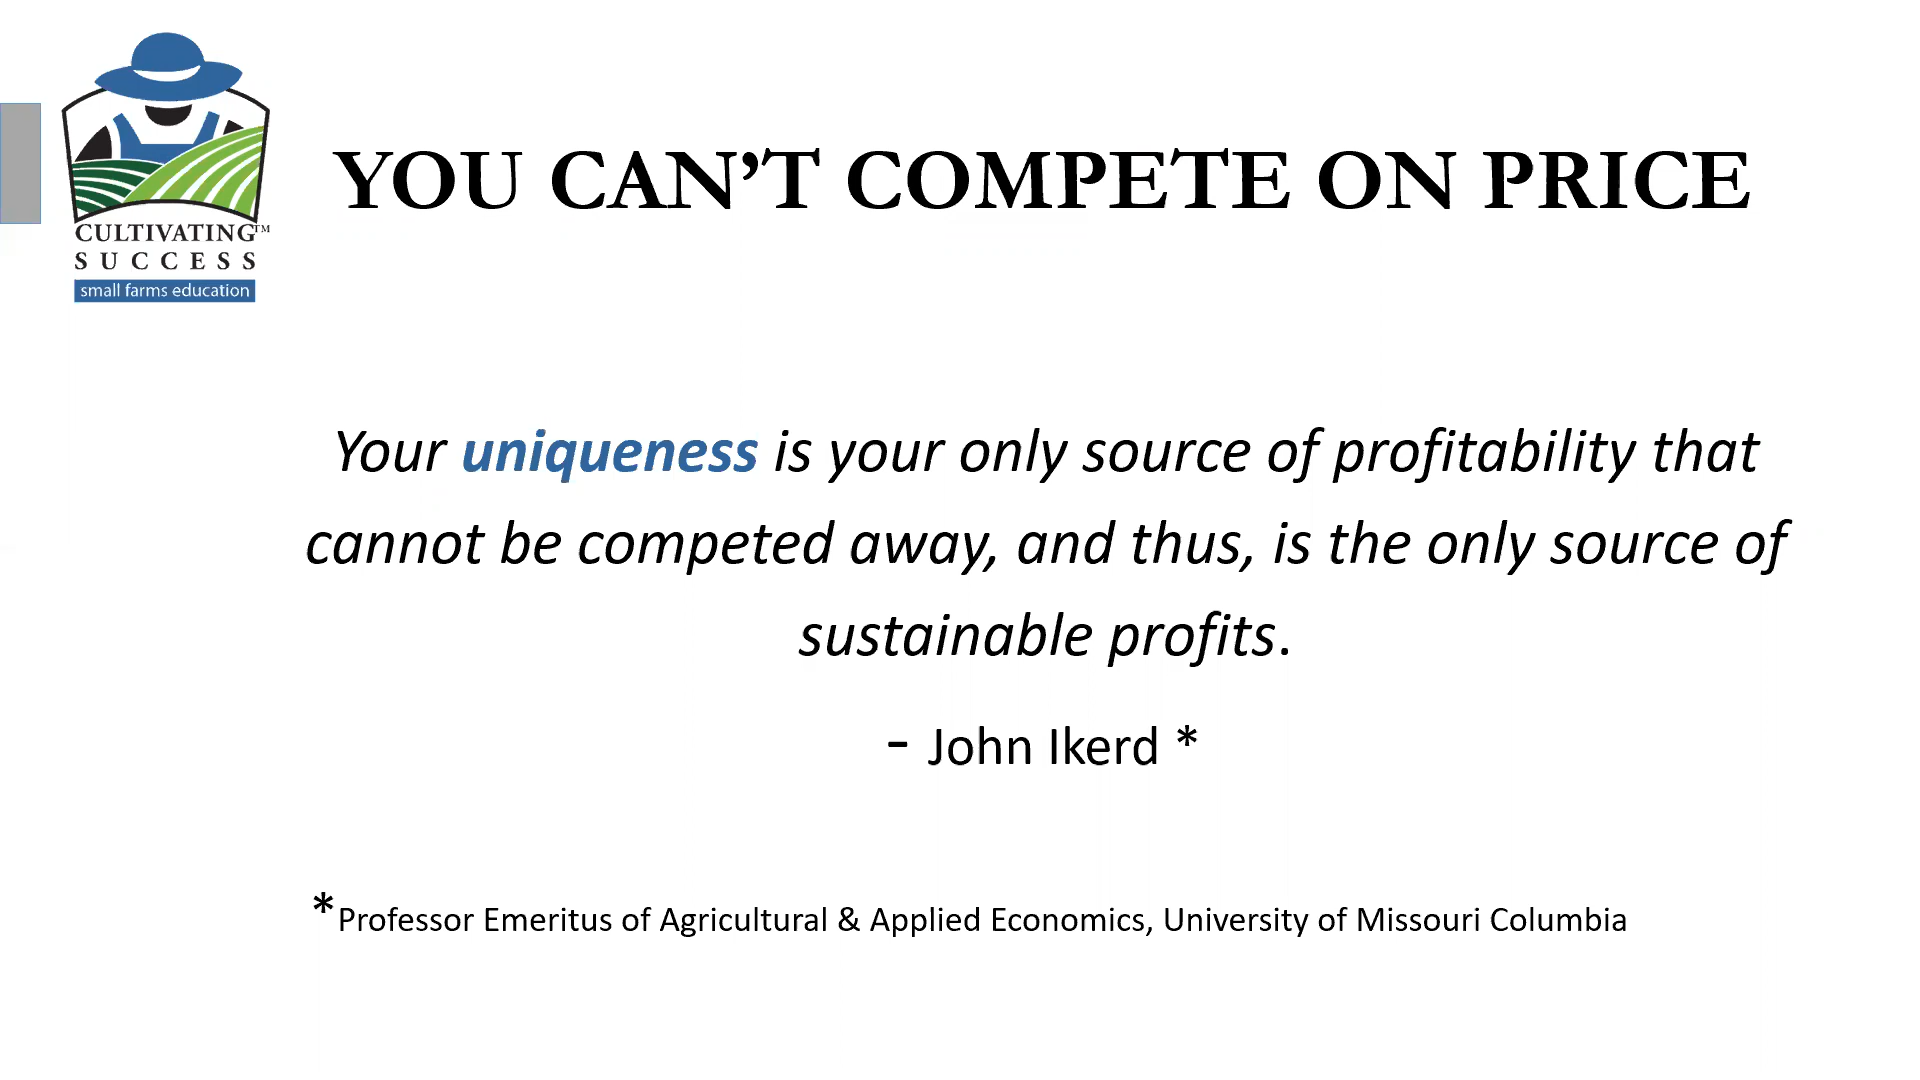 CULTIVATING™
SUCCESS
small farms education
YOU CAN’T COMPETE ON PRICE
Your uniqueness is your only source of profitability that
cannot be competed away, and thus, is the only source of
sustainable profits.
- John Ikerd *
*Professor Emeritus of Agricultural & Applied Economics, University of Missouri Columbia